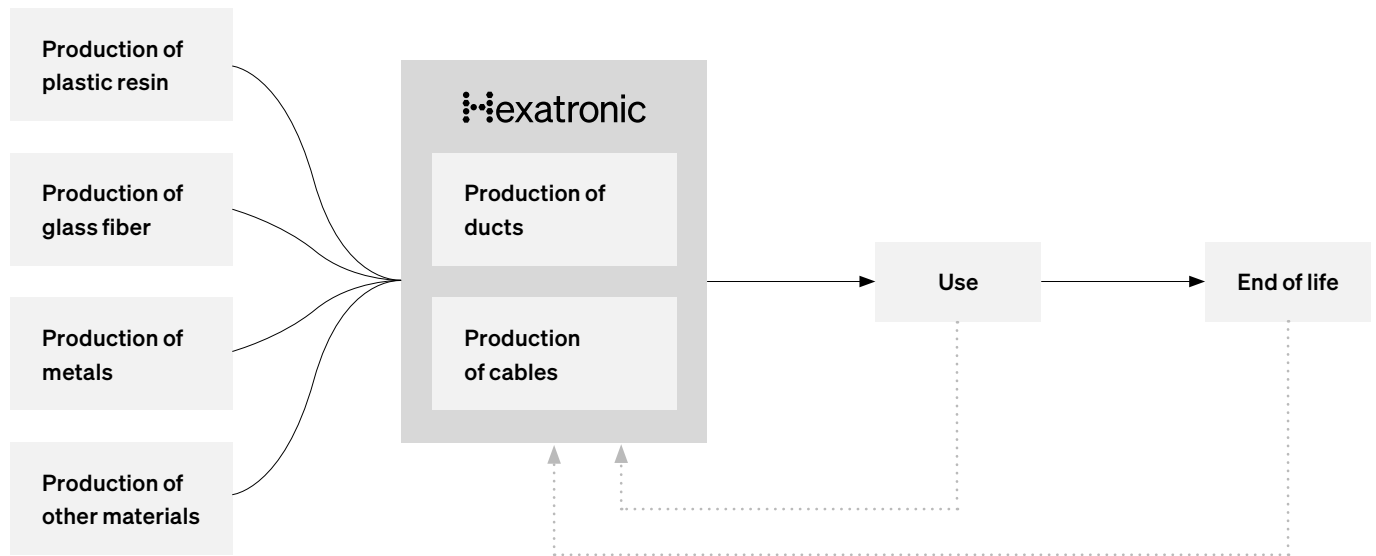 Production of
plastic resin
Production of
glass fiber
Production of
metals
Production of
other materials
Hexatronic
Production of
ducts
Production
of cables
Use
End of life